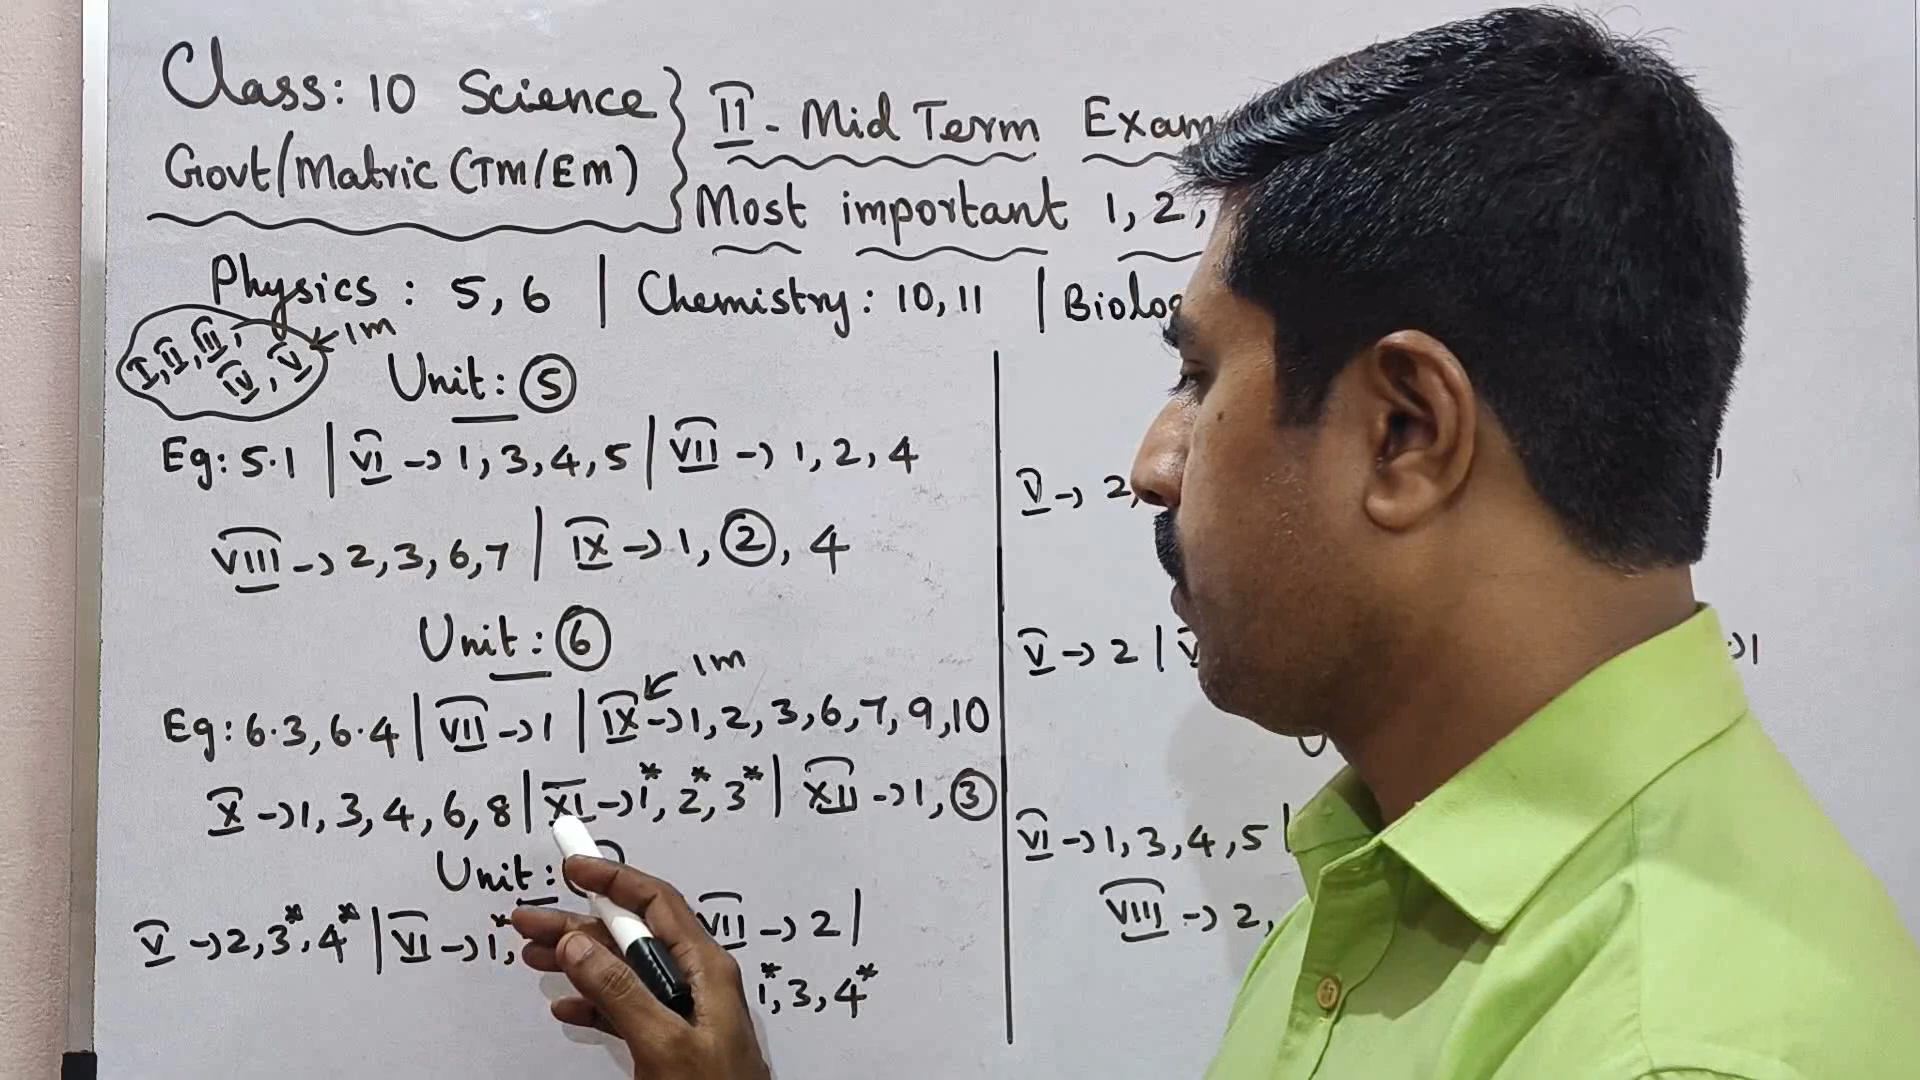 Class: 10 Science
Govt/Matric (TM/EM)
II - Mid Term Exam
Most important 1, 2,
Physics : 5, 6 | Chemistry: 10, 11 |
I, II, III, IV, V ← 1m
Unit: 5
Eg: 5.1 | VI → 1, 3, 4, 5 | VII → 1, 2, 4
VIII → 2, 3, 6, 7 | IX → 1, 2, 4
Unit: 6
1m
Eg: 6.3, 6.4 | VII → 1 | IX → 1, 2, 3, 6, 7, 9, 10
X → 1, 3, 4, 6, 8 | XI → 1*, 2*, 3* | XII → 1, 3
Unit:
V → 2, 3*, 4* | VI → 1*,
VII → 2 |
1*, 3, 4*
V → 2,
V → 2 |
→ 1
VI → 1, 3, 4, 5 |
VIII → 2,